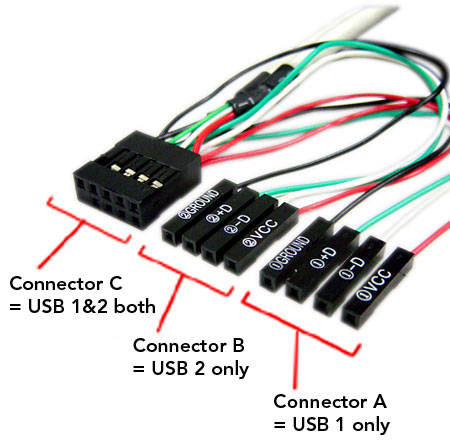 ②GROUND
②+D
②-D
②VCC
①GROUND
①+D
①-D
①VCC
Connector C
= USB 1&2 both
Connector B
= USB 2 only
Connector A
= USB 1 only